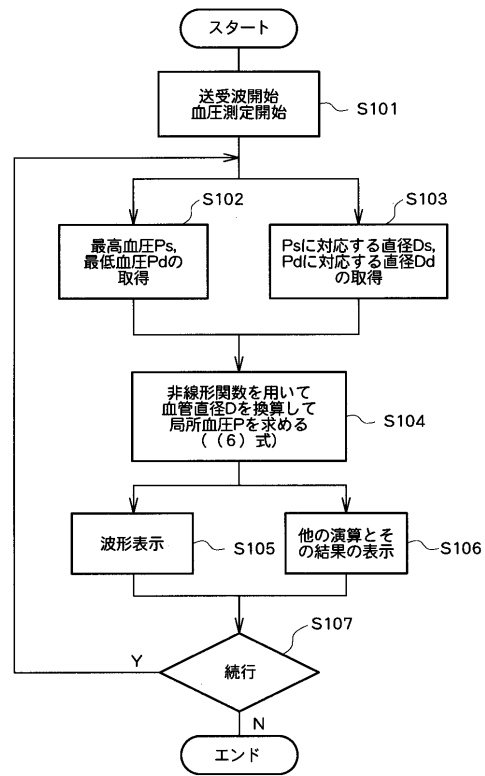 スタート
送受波開始
血圧測定開始
S101
S102
S103
最高血圧Ps,
最低血圧Pdの
取得
Psに対応する直径Ds,
Pdに対応する直径Dd
の取得
非線形関数を用いて
血管直径Dを換算して
局所血圧Pを求める
((6)式)
S104
波形表示
S105
他の演算とそ
の結果の表示
S106
S107
続行
Y
N
エンド